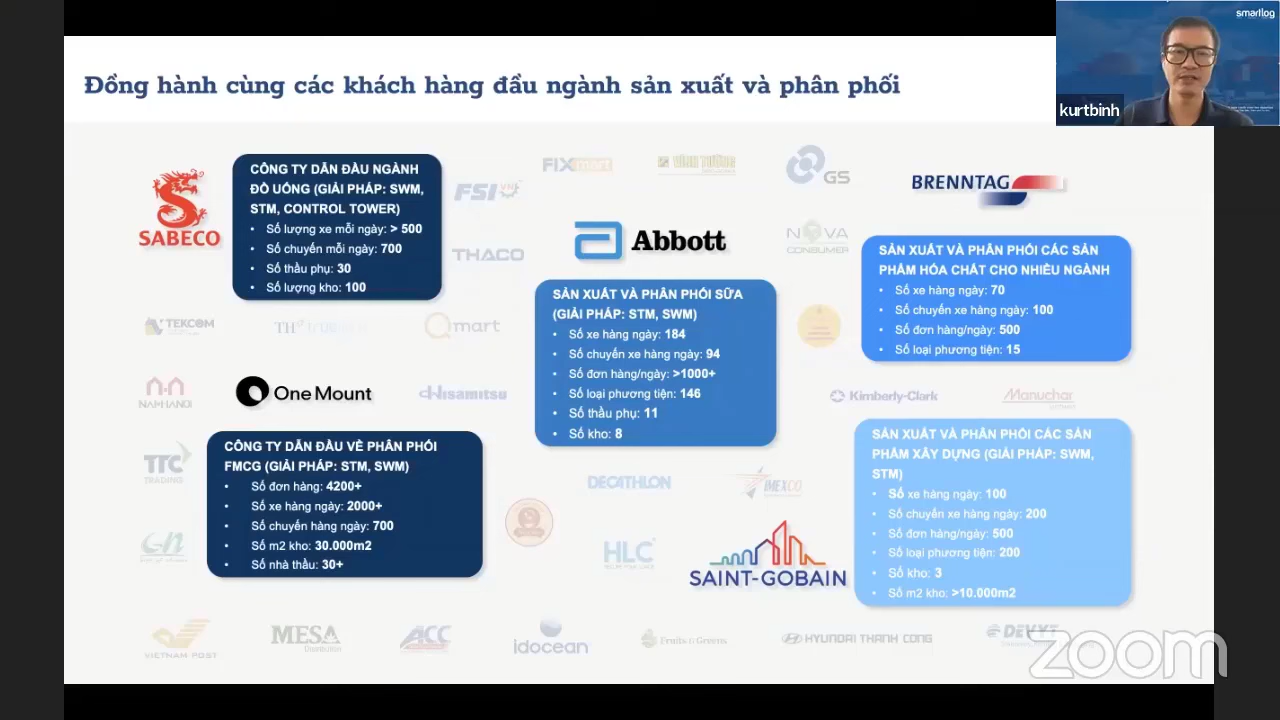 smartlog
kurtbinh
Đồng hành cùng các khách hàng đầu ngành sản xuất và phân phối
SABECO
CÔNG TY DẪN ĐẦU NGÀNH
ĐỒ UỐNG (GIẢI PHÁP: SWM,
STM, CONTROL TOWER)
• Số lượng xe mỗi ngày: > 500
• Số chuyến mỗi ngày: 700
• Số thầu phụ: 30
• Số lượng kho: 100
FSI
THACO
FIXmart
VĨNH TƯỜNG
GS
BRENNTAG
Abbott
NOVA
CONSUMER
SẢN XUẤT VÀ PHÂN PHỐI SỮA
(GIẢI PHÁP: STM, SWM)
• Số xe hàng ngày: 184
• Số chuyến xe hàng ngày: 94
• Số đơn hàng/ngày: >1000+
• Số loại phương tiện: 146
• Số thầu phụ: 11
• Số kho: 8
SẢN XUẤT VÀ PHÂN PHỐI CÁC SẢN
PHẨM HÓA CHẤT CHO NHIỀU NGÀNH
• Số xe hàng ngày: 70
• Số chuyến xe hàng ngày: 100
• Số đơn hàng/ngày: 500
• Số loại phương tiện: 15
TEKCOM
Qmart
NAM HANOI
One Mount
Hisamitsu
Kimberly-Clark
Manuchar
CÔNG TY DẪN ĐẦU VỀ PHÂN PHỐI
FMCG (GIẢI PHÁP: STM, SWM)
• Số đơn hàng: 4200+
• Số xe hàng ngày: 2000+
• Số chuyến hàng ngày: 700
• Số m2 kho: 30.000m2
• Số nhà thầu: 30+
TTC
TRADING
SẢN XUẤT VÀ PHÂN PHỐI CÁC SẢN
PHẨM XÂY DỰNG (GIẢI PHÁP: SWM,
STM)
• Số xe hàng ngày: 100
• Số chuyến xe hàng ngày: 200
• Số đơn hàng/ngày: 500
• Số loại phương tiện: 200
• Số kho: 3
• Số m2 kho: >10.000m2
DECATHLON
IMEXCO
HLC
SAINT-GOBAIN
VIETNAM POST
MESA
Distribution
ACC
idocean
Fruits & Greens
HYUNDAI THANH CONG
zoom